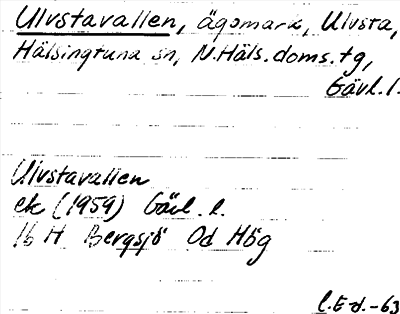 Ulvstavallen, ägomark, Ulvsta,
Hälsingtuna sn, N.Häls.doms.tg,
Gävl.l.
Ulvstavallen
ek (1959) Gävl.l.
16 H Bergsjö Od Hög
l.E d.-63